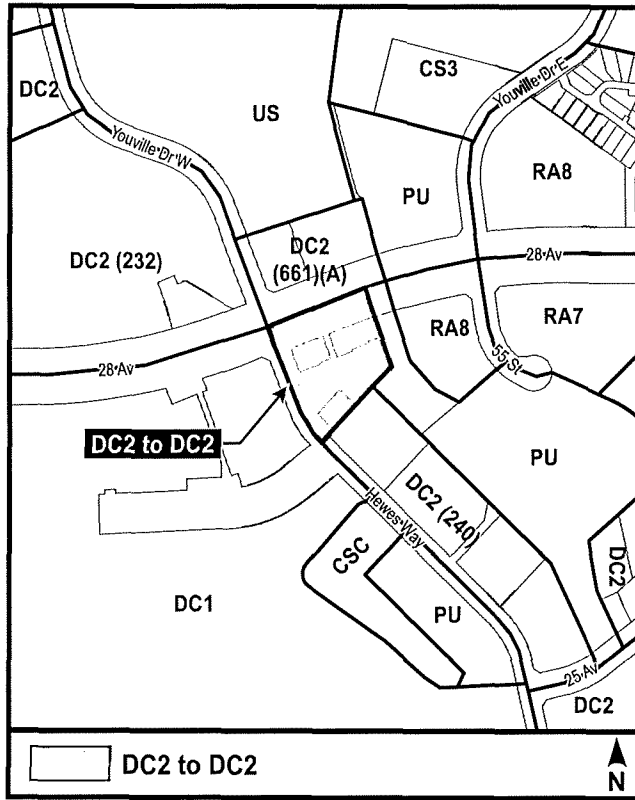 CS3
DC2
US
Youville Dr E
Youville Dr W
RA8
PU
DC2
(661)(A)
DC2 (232)
28 Av
RA8
RA7
28 Av
55 St
DC2 to DC2
PU
DC2 (240)
Hewes Way
CSC
DC2
DC1
PU
25 Av
DC2
DC2 to DC2
N